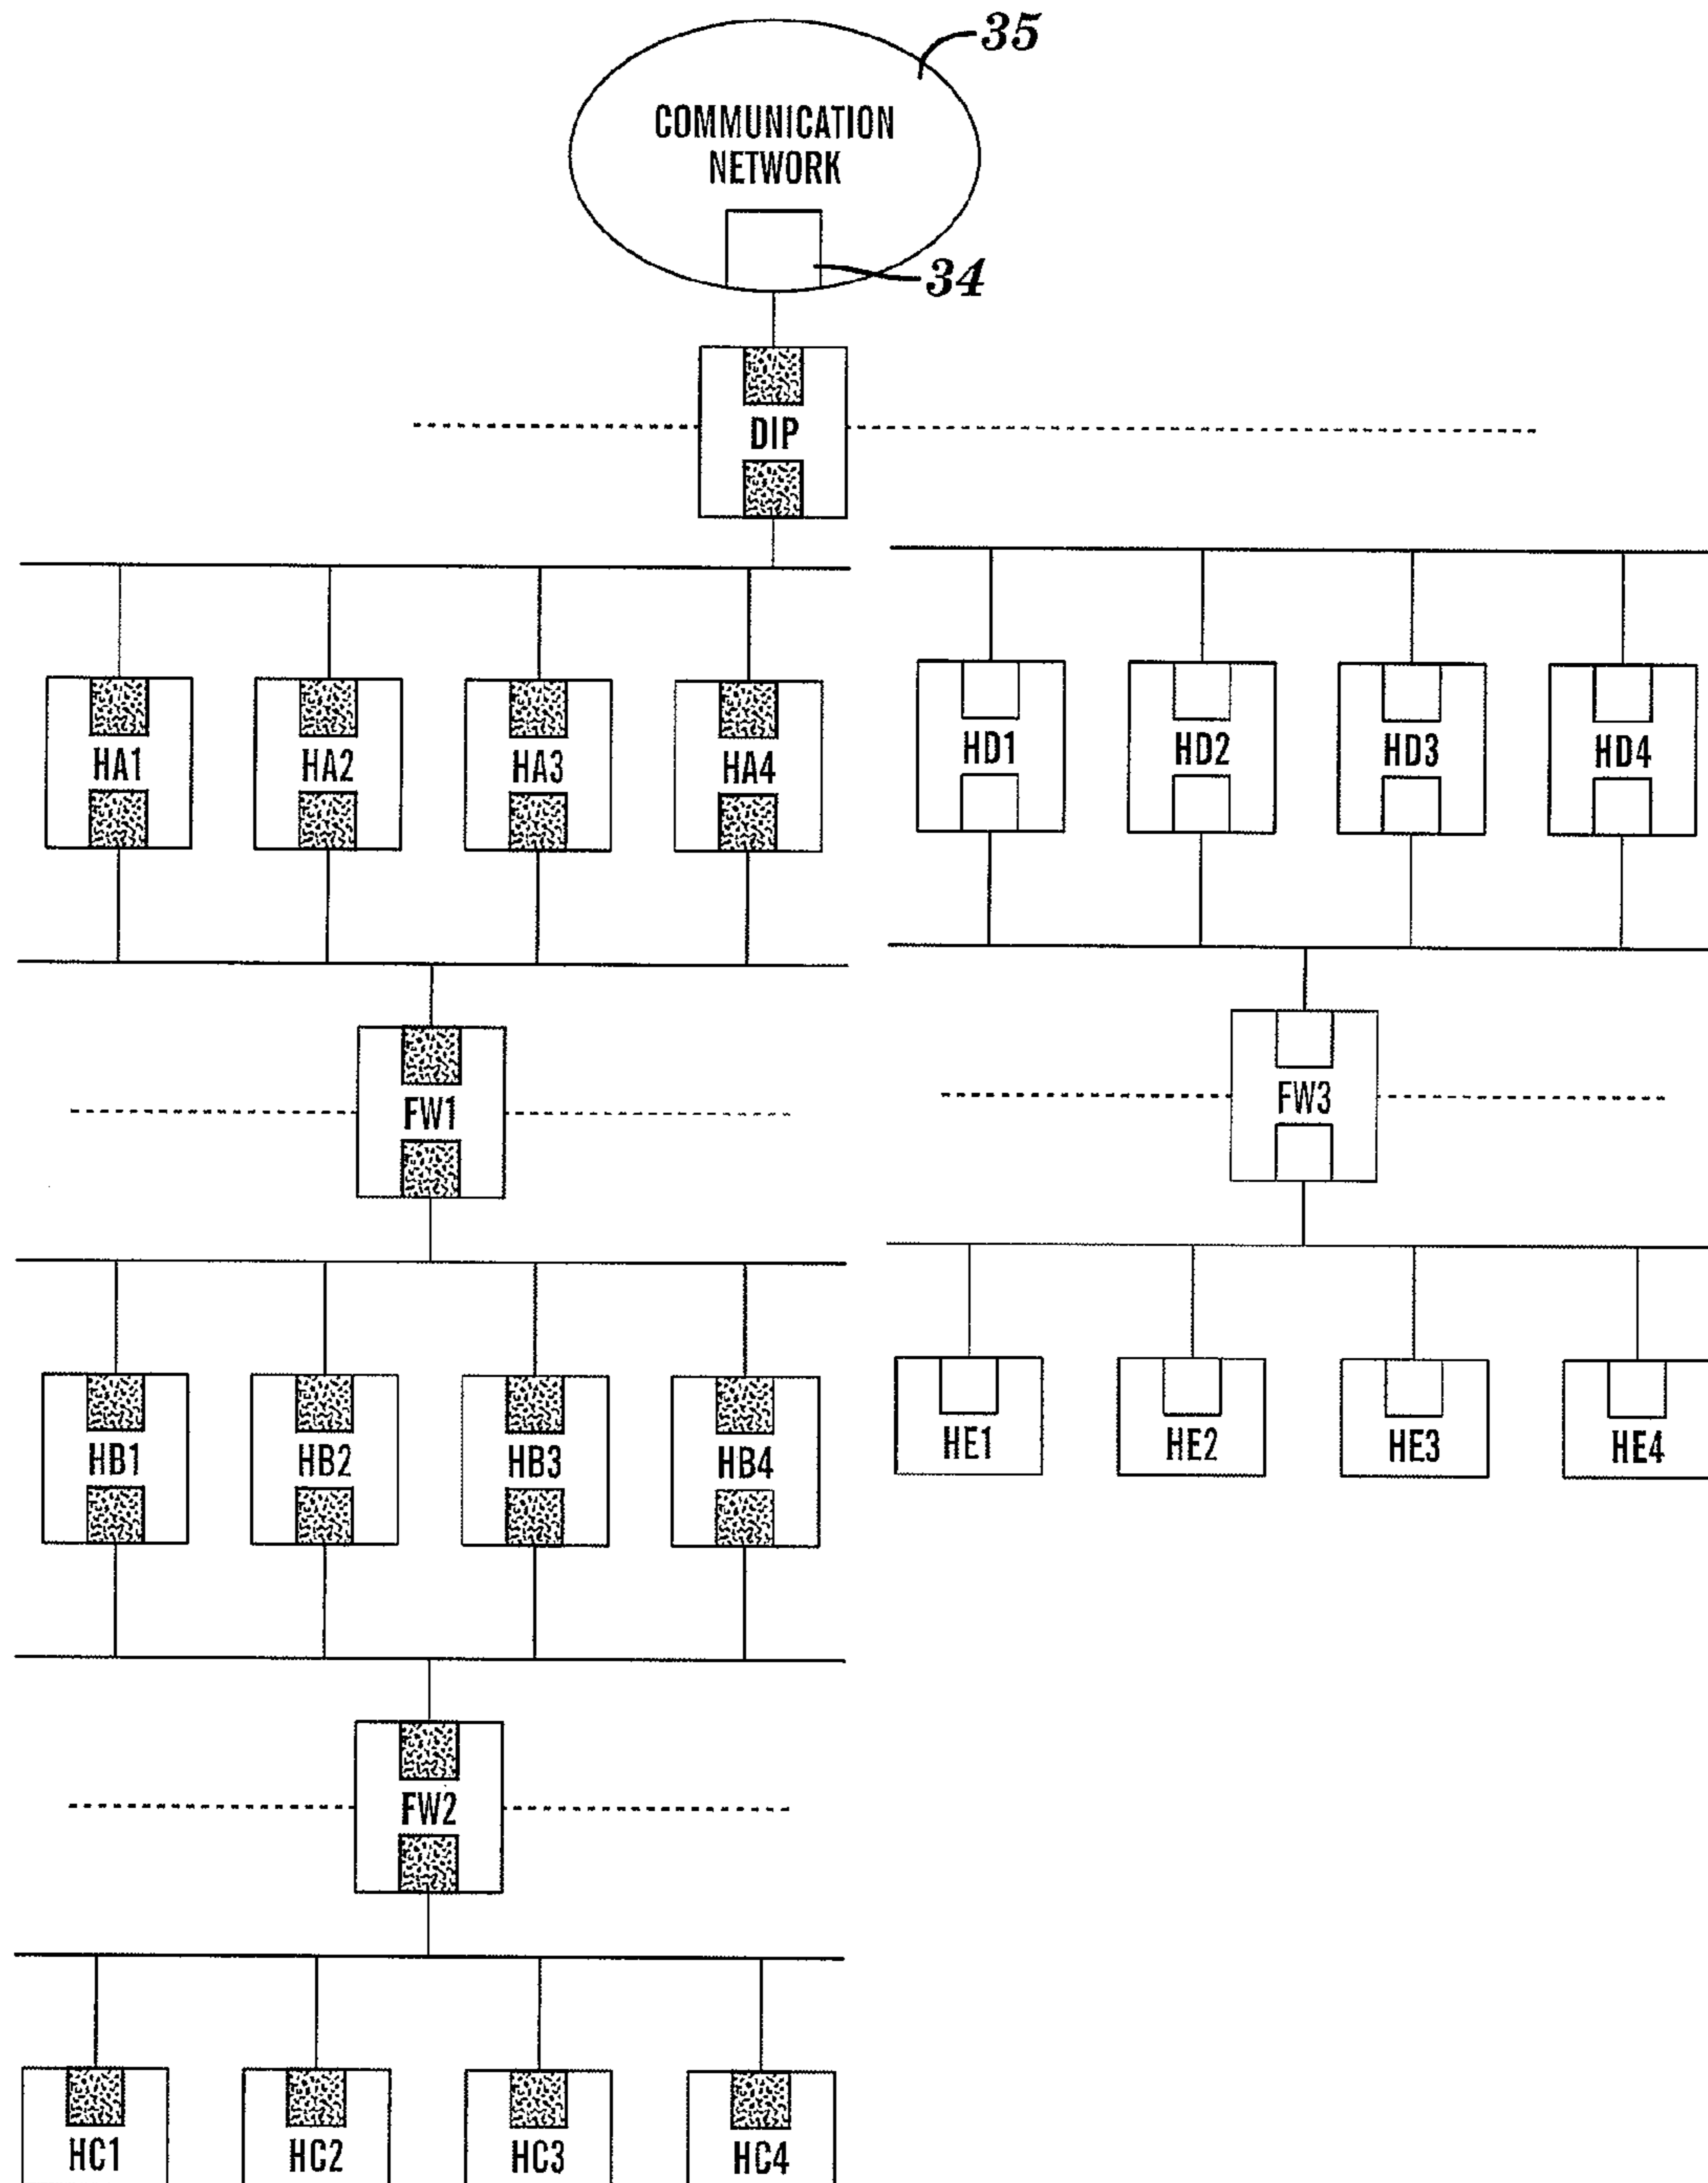 35
COMMUNICATION
NETWORK
34
DIP
HA1 HA2 HA3 HA4
HD1 HD2 HD3 HD4
FW1
FW3
HB1 HB2 HB3 HB4
HE1 HE2 HE3 HE4
FW2
HC1 HC2 HC3 HC4